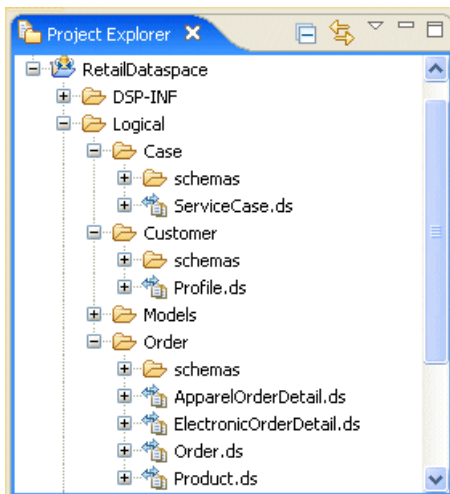 Project Explorer
RetailDataspace
DSP-INF
Logical
Case
schemas
ServiceCase.ds
Customer
schemas
Profile.ds
Models
Order
schemas
ApparelOrderDetail.ds
ElectronicOrderDetail.ds
Order.ds
Product.ds